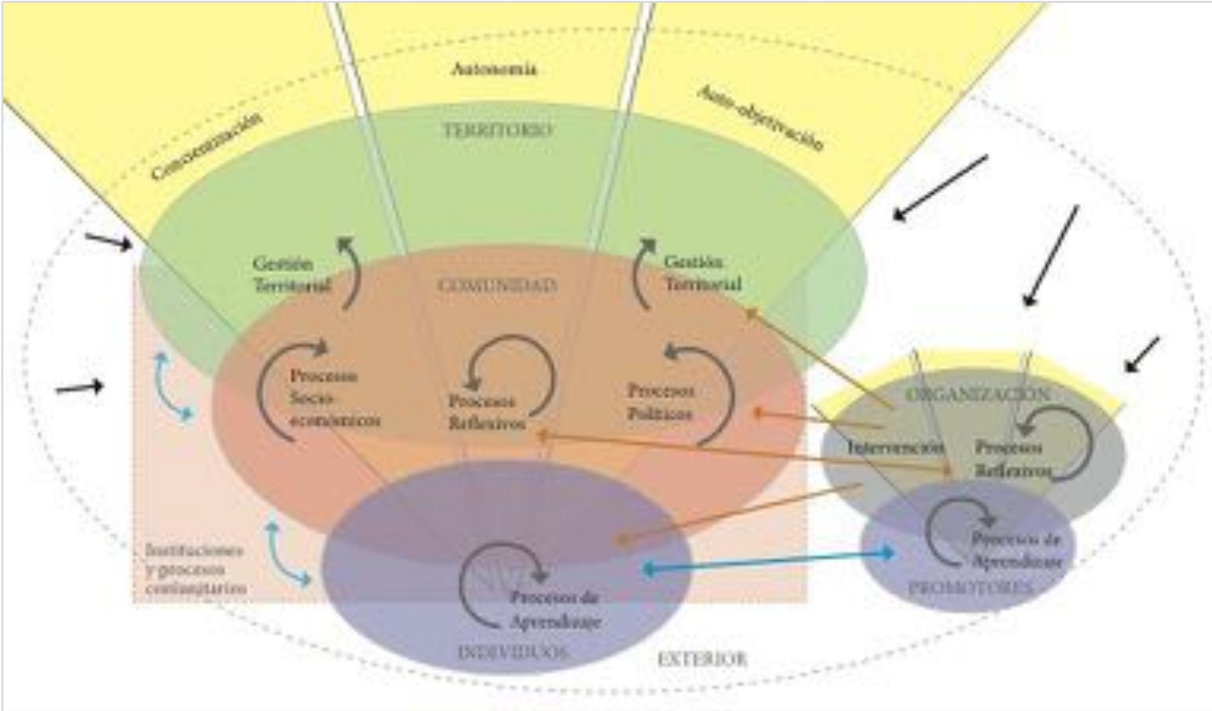 Autonomía
Concientización
Auto-objetivación
TERRITORIO
Gestión
Territorial
COMUNIDAD
Gestión
Territorial
Procesos
Socio-
económicos
Procesos
Reflexivos
Procesos
Políticos
ORGANIZACIÓN
Intervención
Procesos
Reflexivos
Instituciones
y procesos
comunitarios
Procesos de
Aprendizaje
INDIVIDUOS
Procesos de
Aprendizaje
PROMOTORES
EXTERIOR